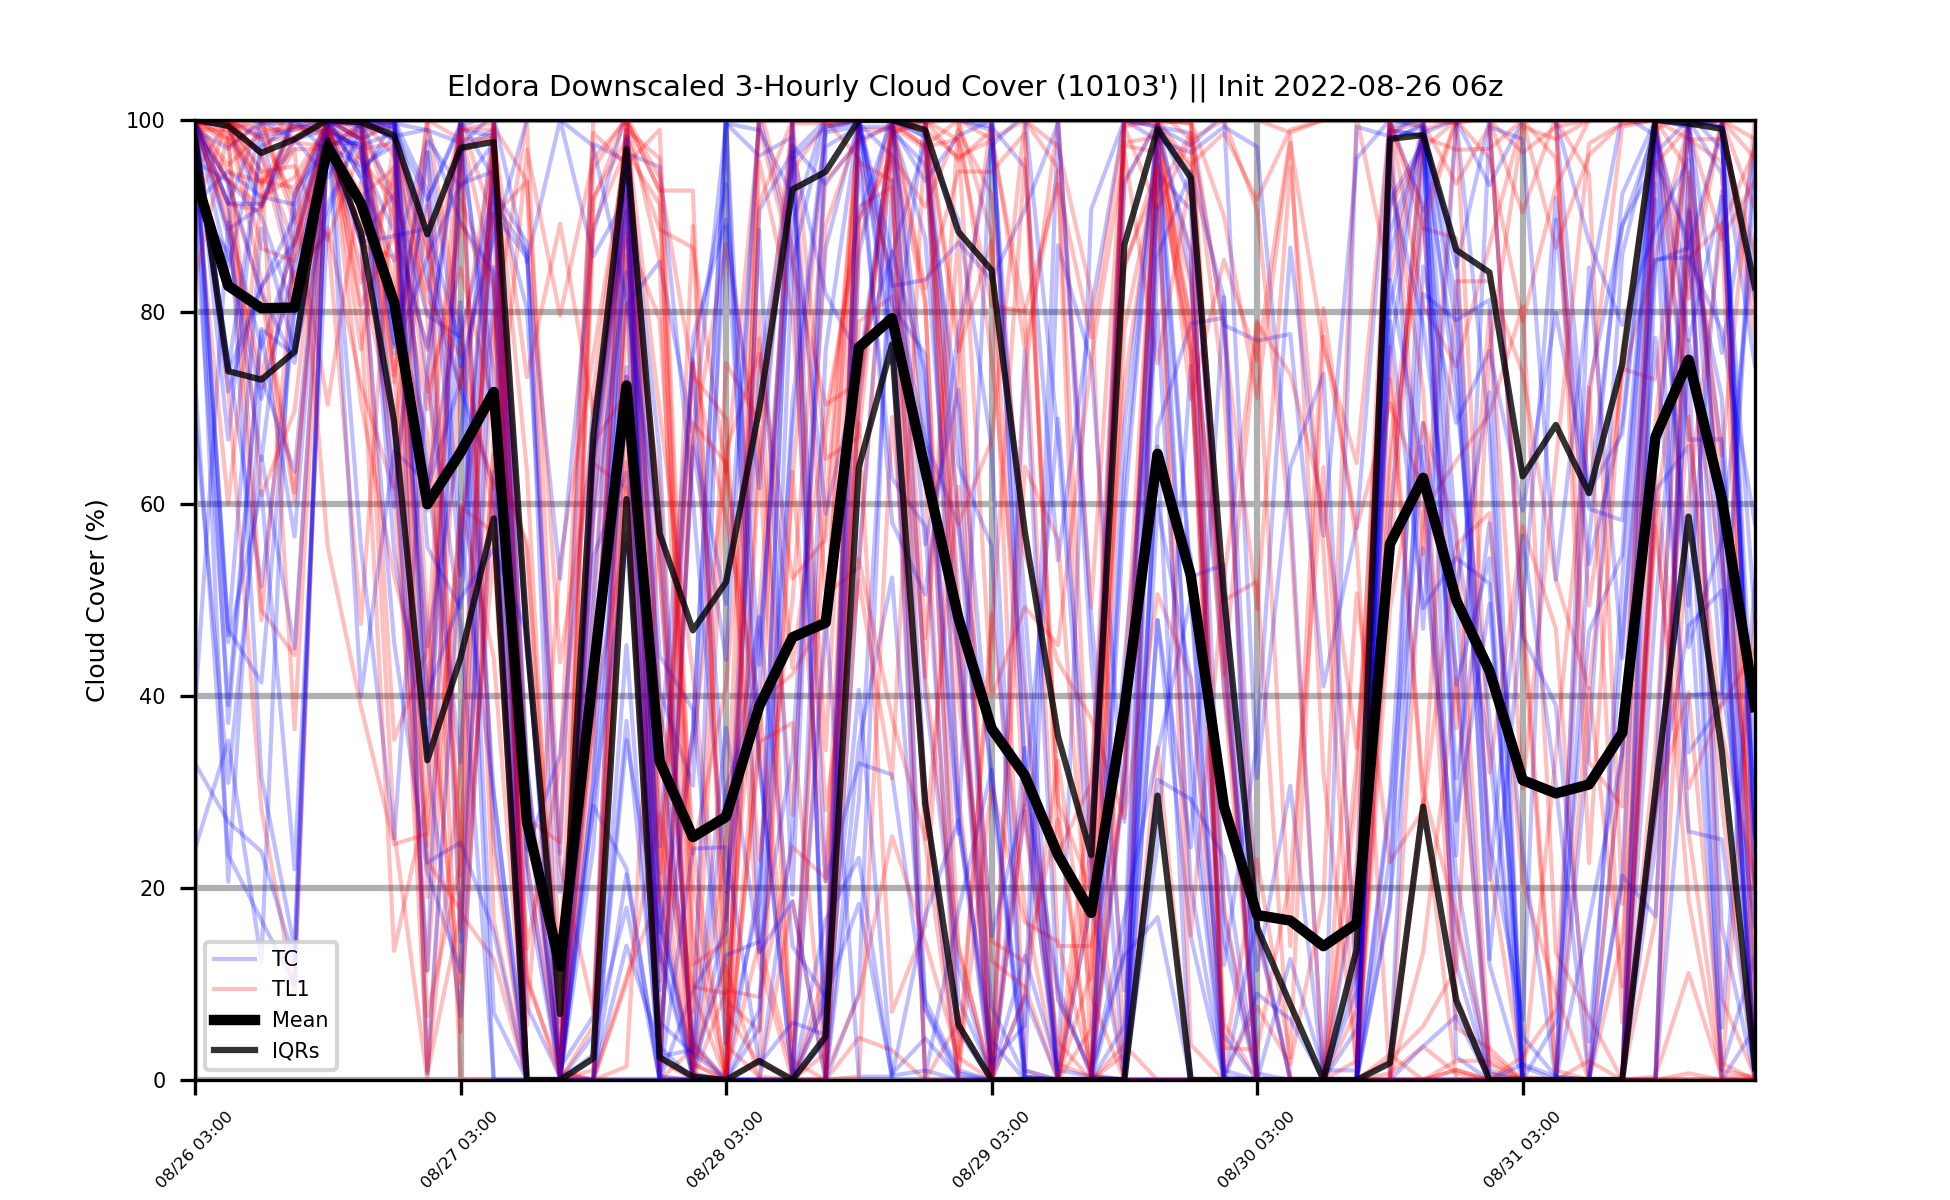 Eldora Downscaled 3-Hourly Cloud Cover (10103') || Init 2022-08-26 06z
Cloud Cover (%)
100
80
60
40
20
0
TC
TL1
Mean
IQRs
08/26 03:00
08/27 03:00
08/28 03:00
08/29 03:00
08/30 03:00
08/31 03:00